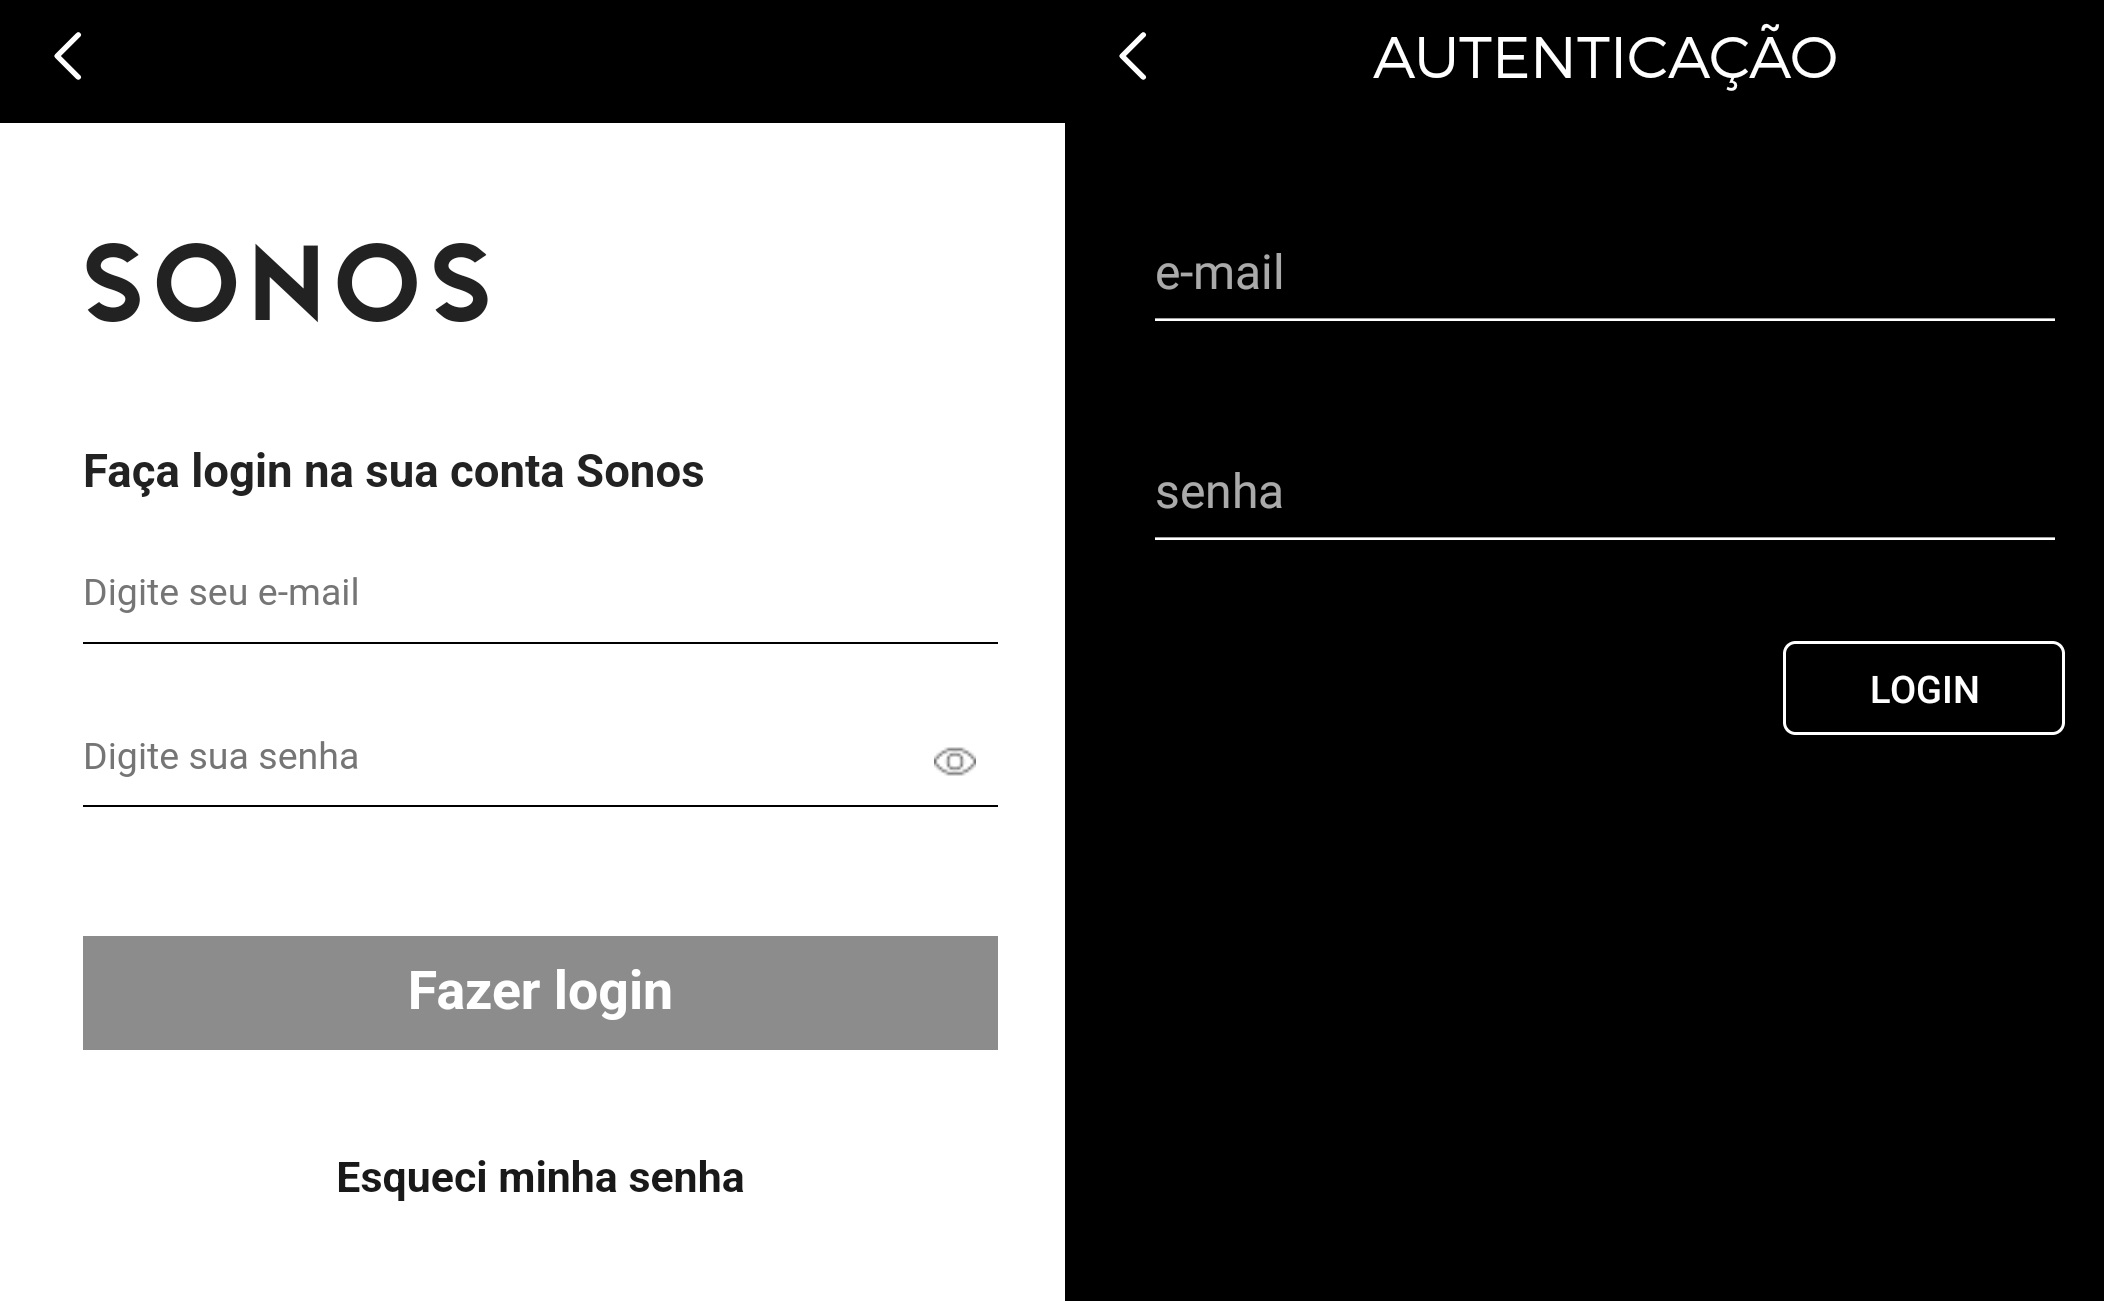 SONOS
Faça login na sua conta Sonos
Digite seu e-mail
Digite sua senha
Fazer login
Esqueci minha senha
AUTENTICAÇÃO
e-mail
senha
LOGIN